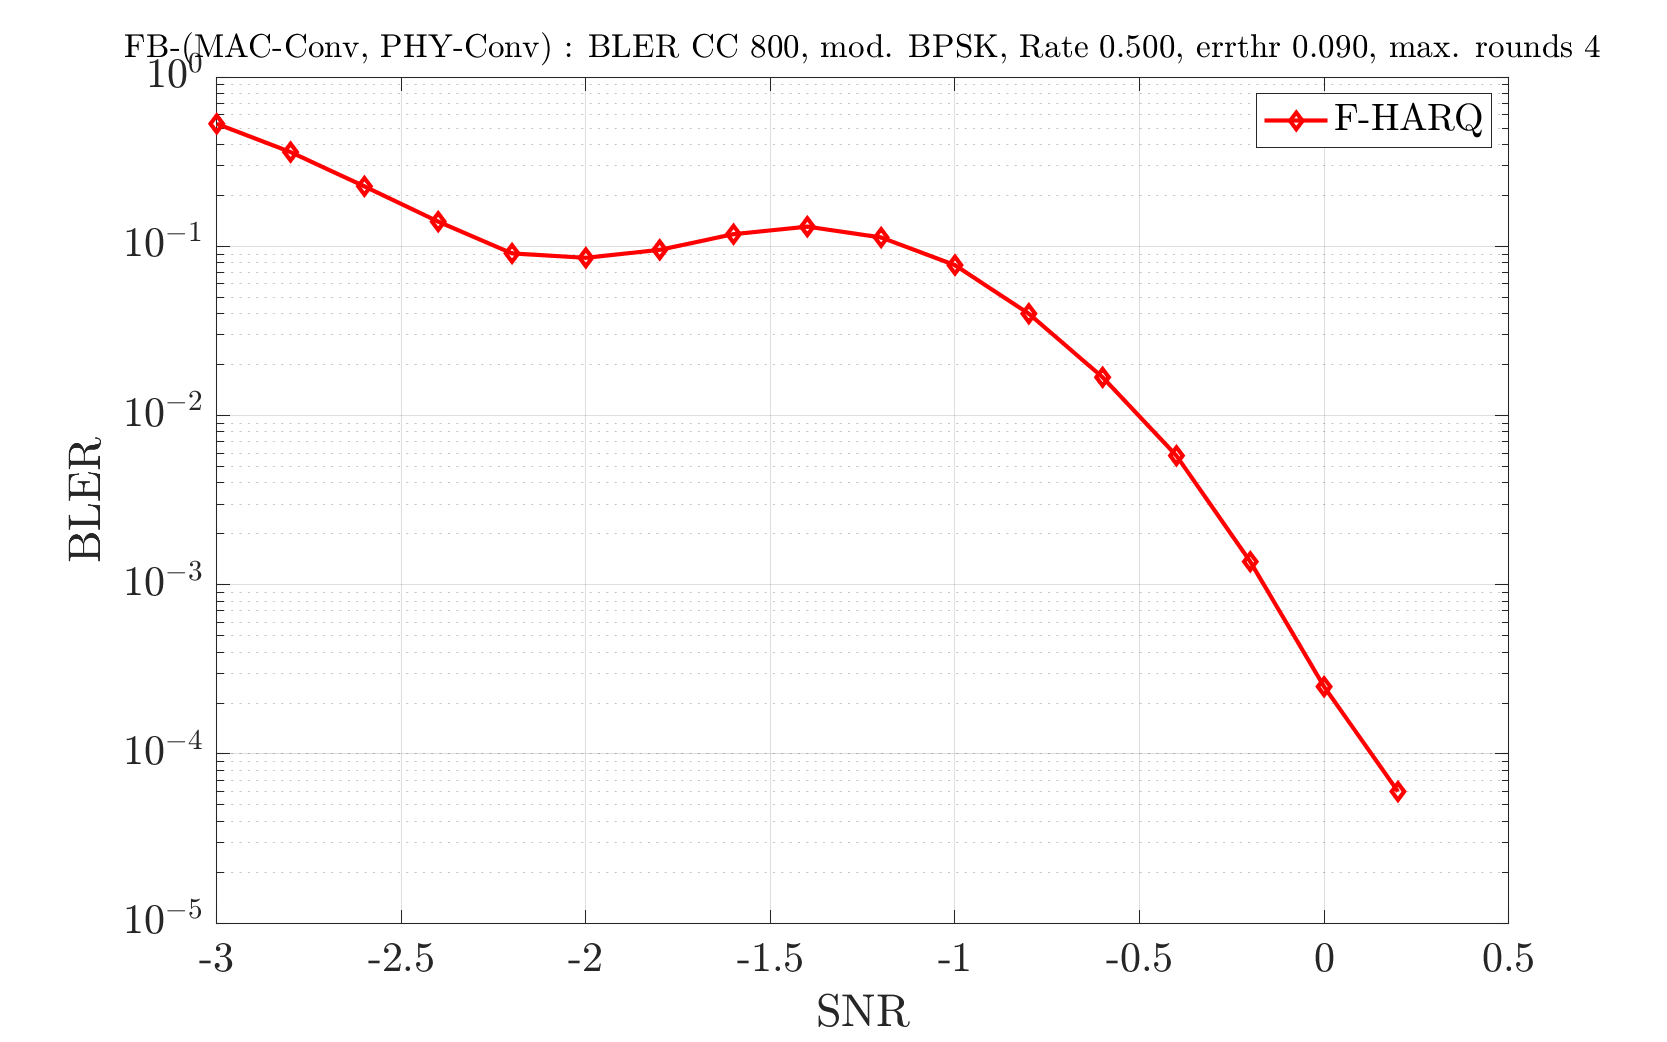 FB-(MAC-Conv, PHY-Conv) : BLER CC 800, mod. BPSK, Rate 0.500, errthr 0.090, max. rounds 4
F-HARQ
10^0
10^−1
10^−2
10^−3
10^−4
10^−5
BLER
-3 -2.5 -2 -1.5 -1 -0.5 0 0.5
SNR